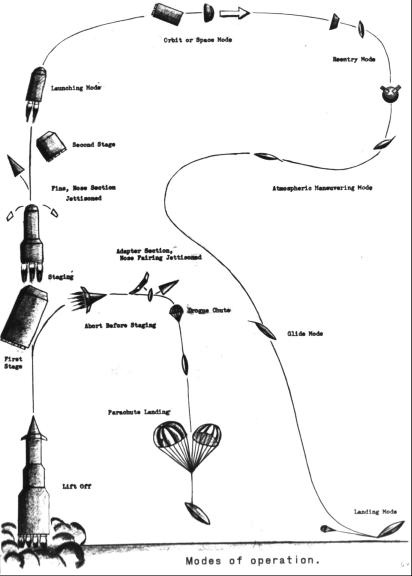 Orbit or Space Mode
Reentry Mode
Launching Mode
Second Stage
Fins, Nose Section
Jettisoned
Atmospheric Maneuvering Mode
Adapter Section,
Nose Fairing Jettisoned
Staging
Abort Before Staging
Drogue Chute
Glide Mode
First
Stage
Parachute Landing
Lift Off
Landing Mode
Modes of operation.